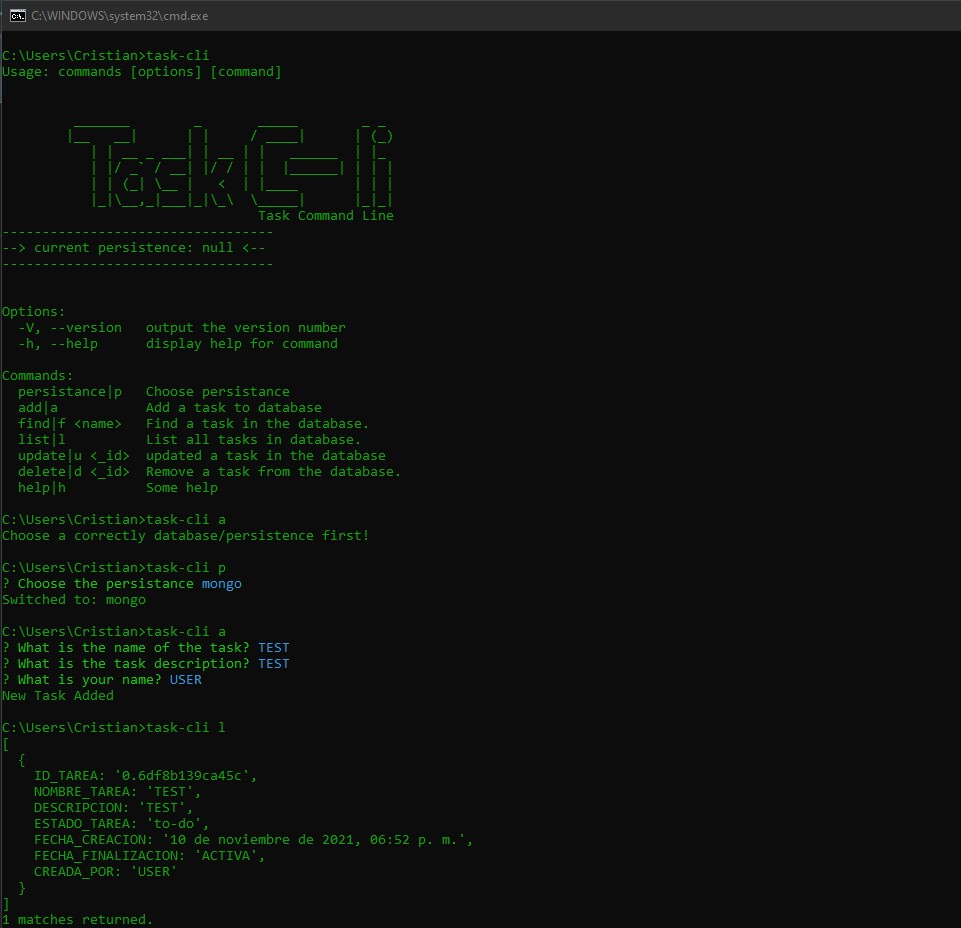 C:\WINDOWS\system32\cmd.exe
C:\Users\Cristian>task-cli
Usage: commands [options] [command]
Task Cli
Task Command Line
----------------------------------
--> current persistence: null <--
----------------------------------
Options:
-V, --version   output the version number
-h, --help      display help for command
Commands:
persistance|p   Choose persistance
add|a           Add a task to database
find|f <name>   Find a task in the database.
list|l          List all tasks in database.
update|u <_id>  updated a task in the database
delete|d <_id>  Remove a task from the database.
help|h          Some help
C:\Users\Cristian>task-cli a
Choose a correctly database/persistence first!
C:\Users\Cristian>task-cli p
? Choose the persistance mongo
Switched to: mongo
C:\Users\Cristian>task-cli a
? What is the name of the task? TEST
? What is the task description? TEST
? What is your name? USER
New Task Added
C:\Users\Cristian>task-cli l
[
{
ID_TAREA: '0.6df8b139ca45c',
NOMBRE_TAREA: 'TEST',
DESCRIPCION: 'TEST',
ESTADO_TAREA: 'to-do',
FECHA_CREACION: '10 de noviembre de 2021, 06:52 p. m.',
FECHA_FINALIZACION: 'ACTIVA',
CREADA_POR: 'USER'
}
]
1 matches returned.